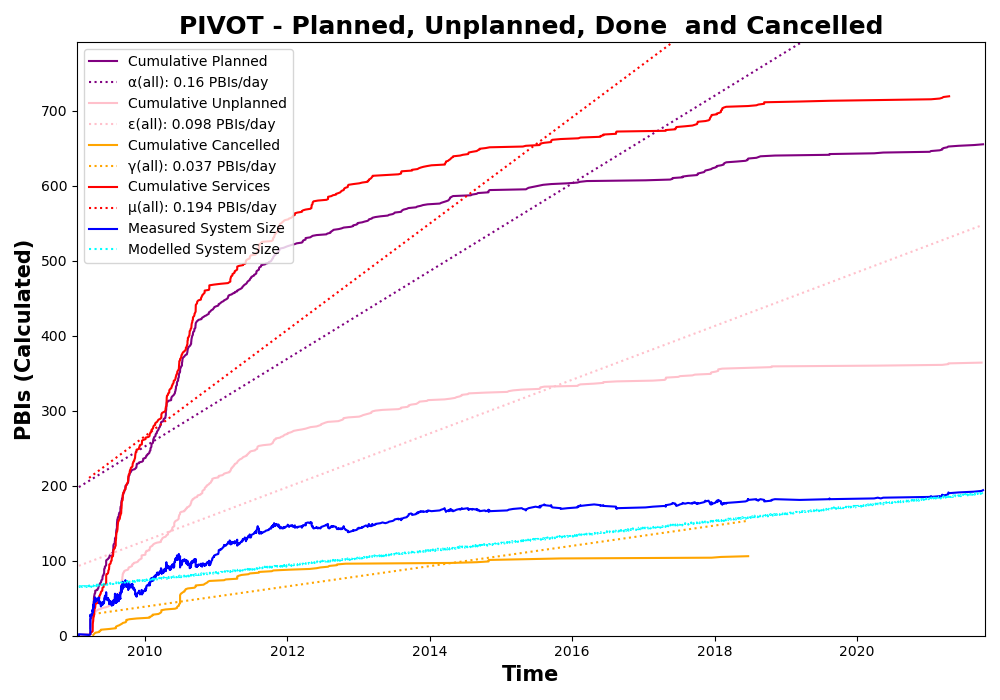 PIVOT - Planned, Unplanned, Done  and Cancelled
Cumulative Planned
α(all): 0.16 PBIs/day
Cumulative Unplanned
ε(all): 0.098 PBIs/day
Cumulative Cancelled
γ(all): 0.037 PBIs/day
Cumulative Services
μ(all): 0.194 PBIs/day
Measured System Size
Modelled System Size
PBIs (Calculated)
700
600
500
400
300
200
100
0
2010 2012 2014 2016 2018 2020
Time